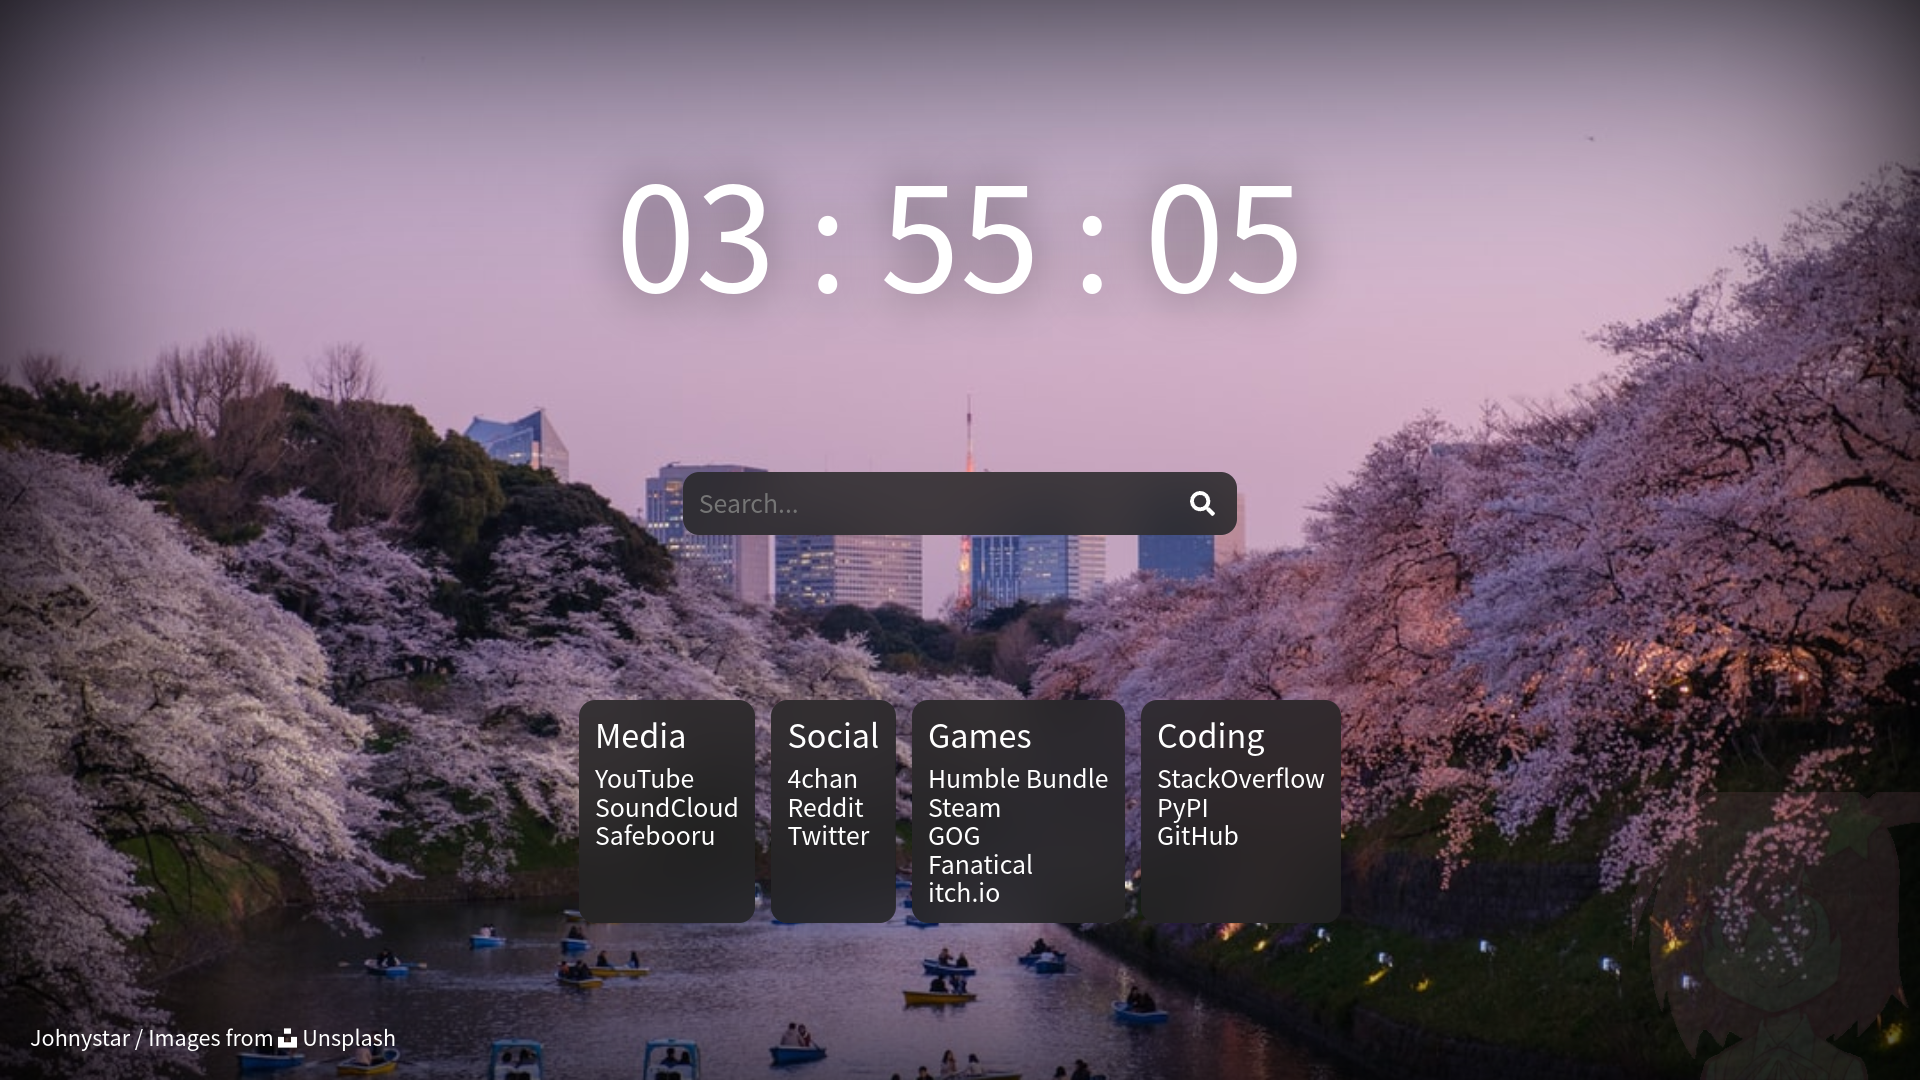 03 : 55 : 05
Search...
Media
YouTube
SoundCloud
Safebooru
Social
4chan
Reddit
Twitter
Games
Humble Bundle
Steam
GOG
Fanatical
itch.io
Coding
StackOverflow
PyPI
GitHub
Johnystar / Images from Unsplash